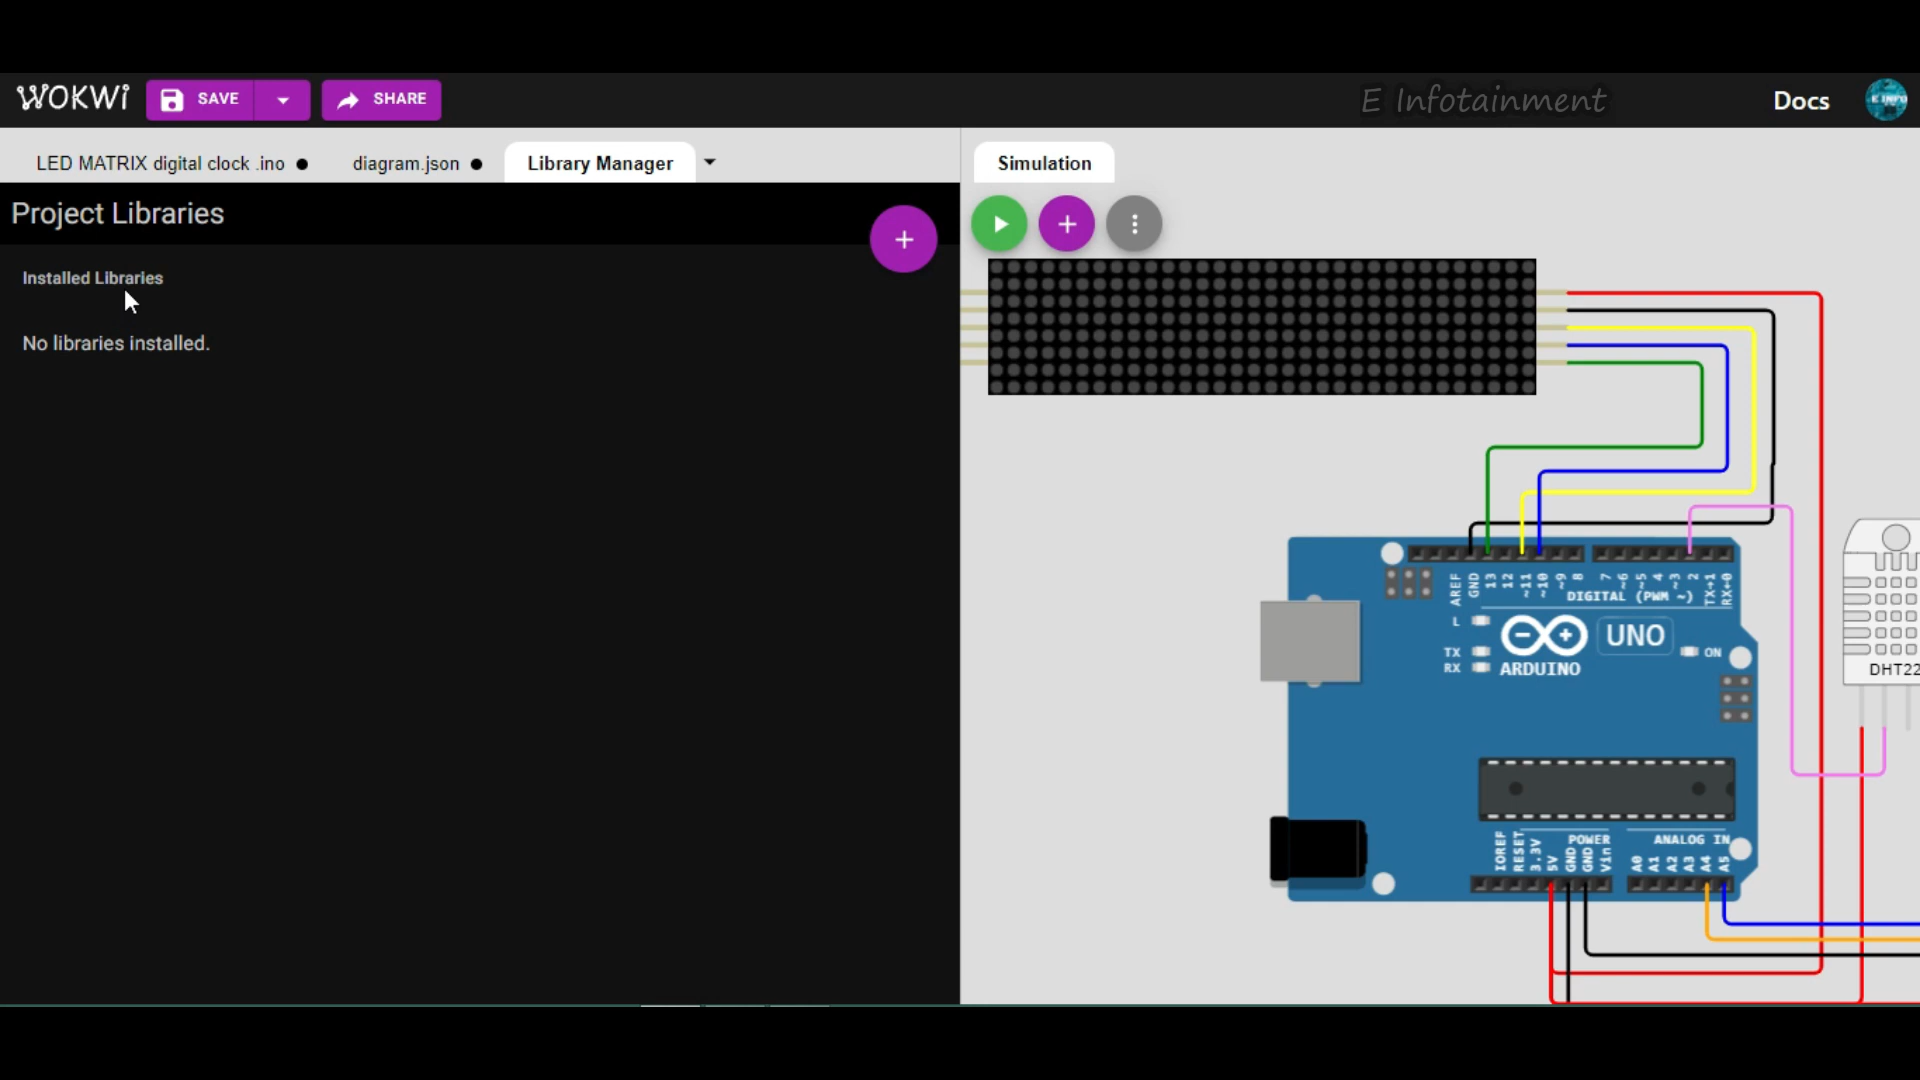 WOKWi SAVE SHARE E Infotainment Docs
E INFO
LED MATRIX digital clock .ino diagram.json Library Manager Simulation
Project Libraries
Installed Libraries
No libraries installed.
AREF GND 13 12 ~11 ~10 ~9 8 7 ~6 ~5 4 ~3 2 TX→1 RX←0
DIGITAL (PWM ~)
L
UNO
TX ON
RX ARDUINO
DHT22
IOREF RESET 3.3V 5V GND GND Vin
POWER
ANALOG IN
A0 A1 A2 A3 A4 A5